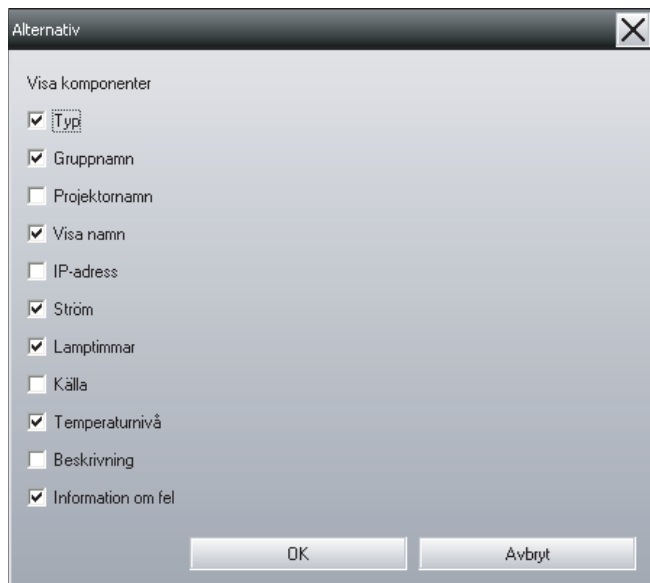 Alternativ
Visa komponenter
Typ
Gruppnamn
Projektornamn
Visa namn
IP-adress
Ström
Lamptimmar
Källa
Temperaturnivå
Beskrivning
Information om fel
OK Avbryt